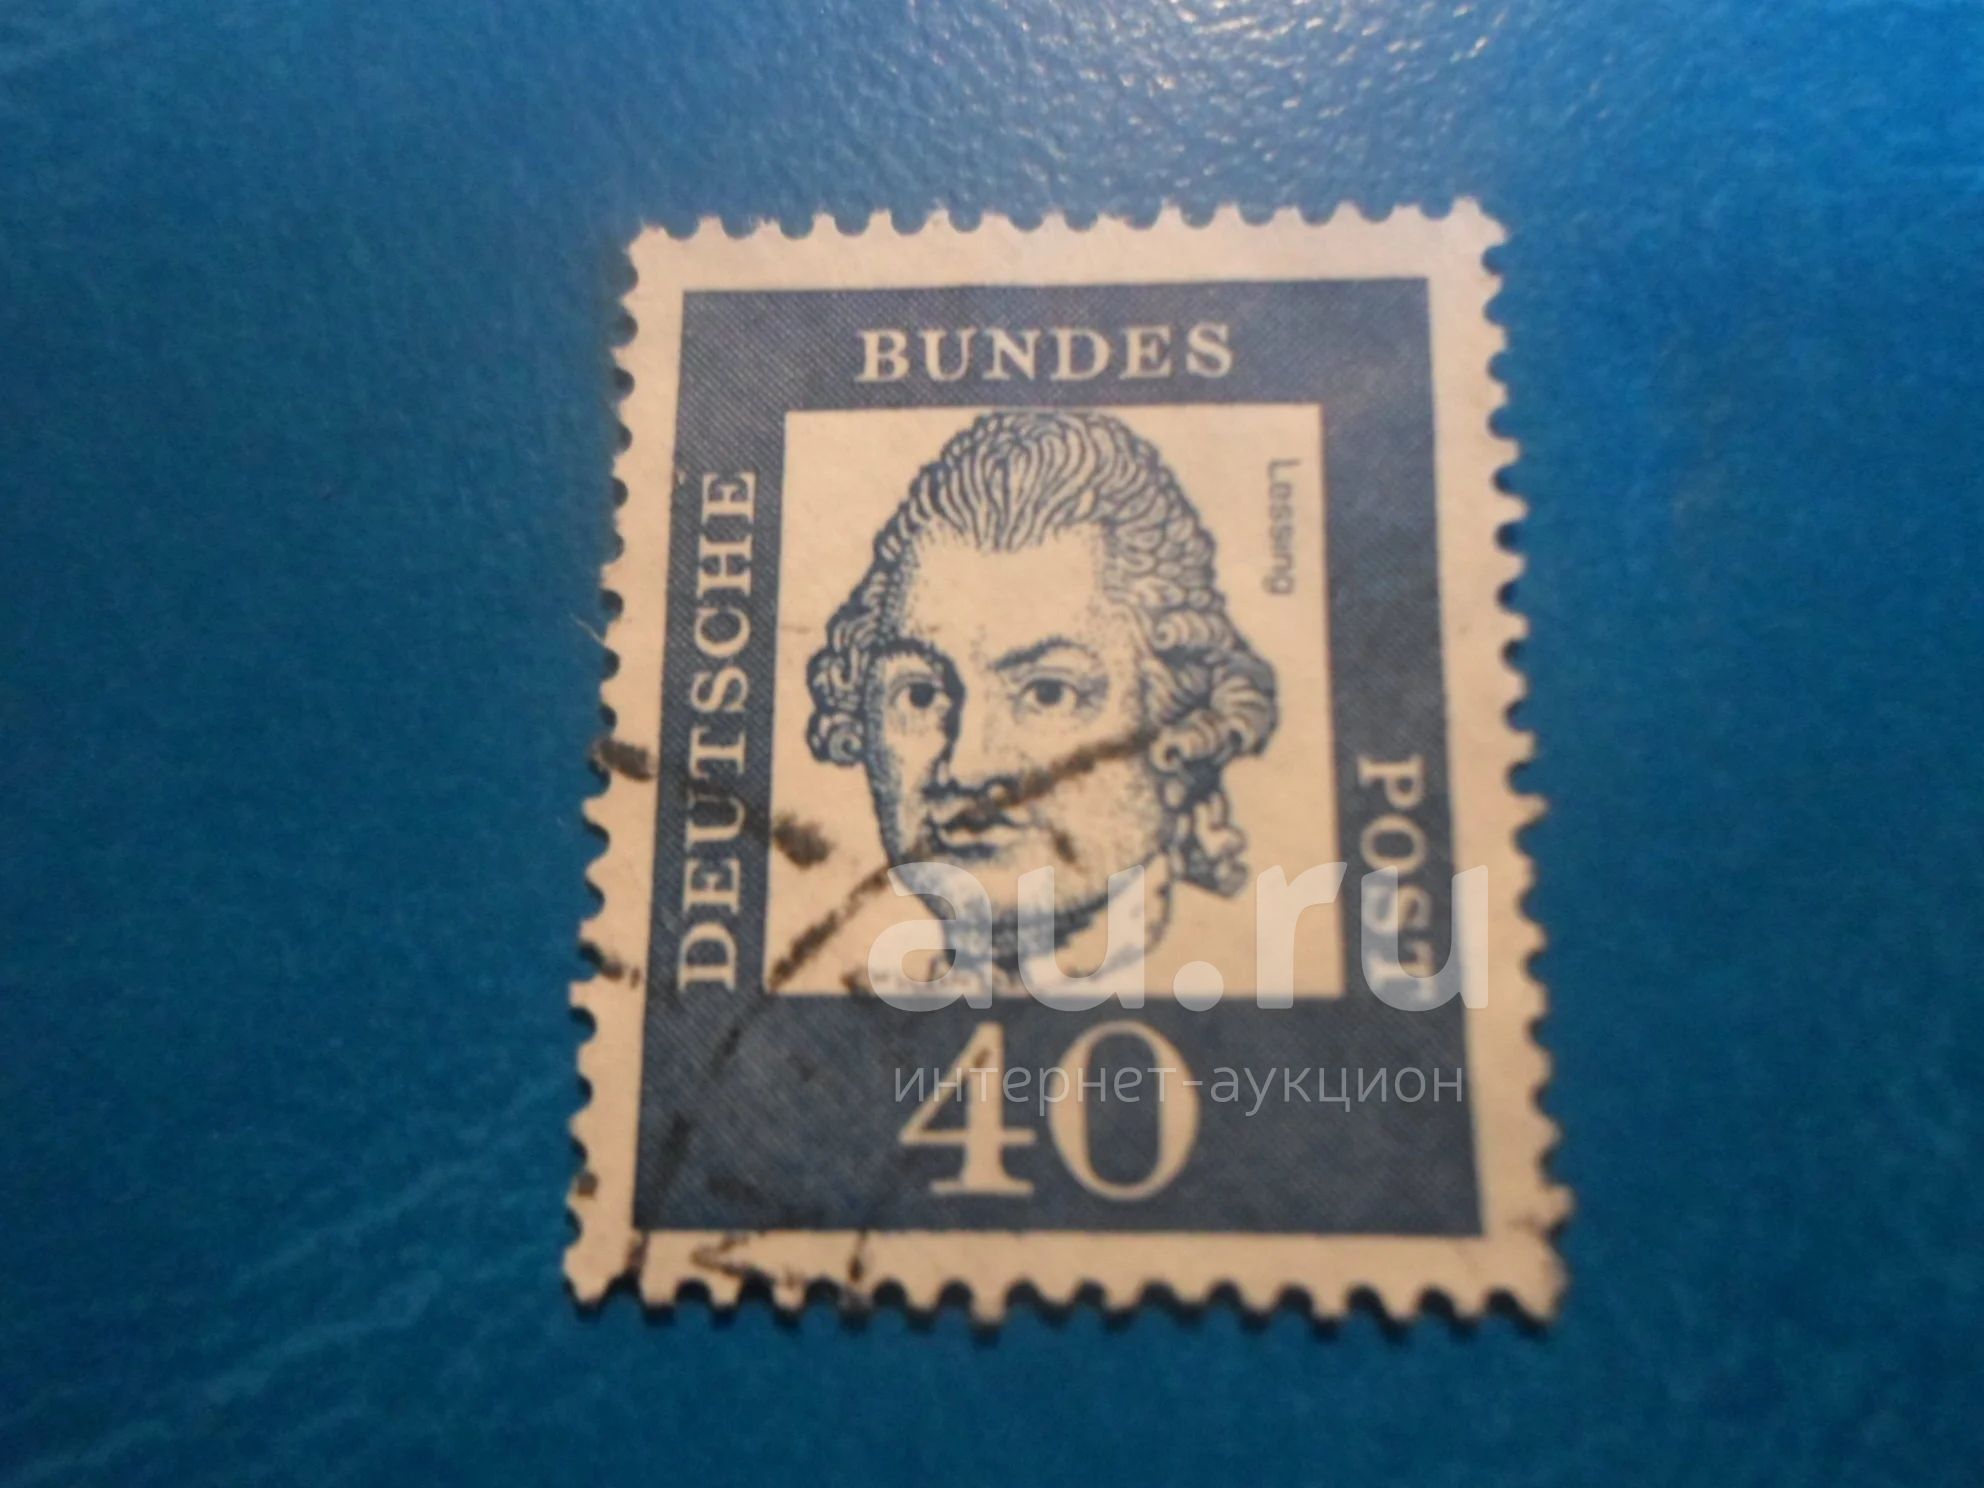 BUNDES
DEUTSCHE
Lessing
POST
40
au.ru
интернет-аукцион